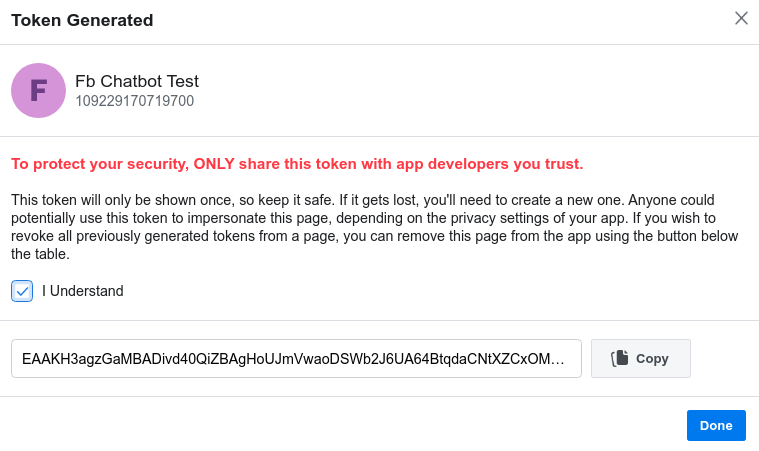 Token Generated
F
Fb Chatbot Test
109229170719700
To protect your security, ONLY share this token with app developers you trust.
This token will only be shown once, so keep it safe. If it gets lost, you'll need to create a new one. Anyone could
potentially use this token to impersonate this page, depending on the privacy settings of your app. If you wish to
revoke all previously generated tokens from a page, you can remove this page from the app using the button below
the table.
I Understand
EAAKH3agzGaMBADivd40QiZBAgHoUJmVwaoDSWb2J6UA64BtqdaCNtXZCxOM…
Copy
Done